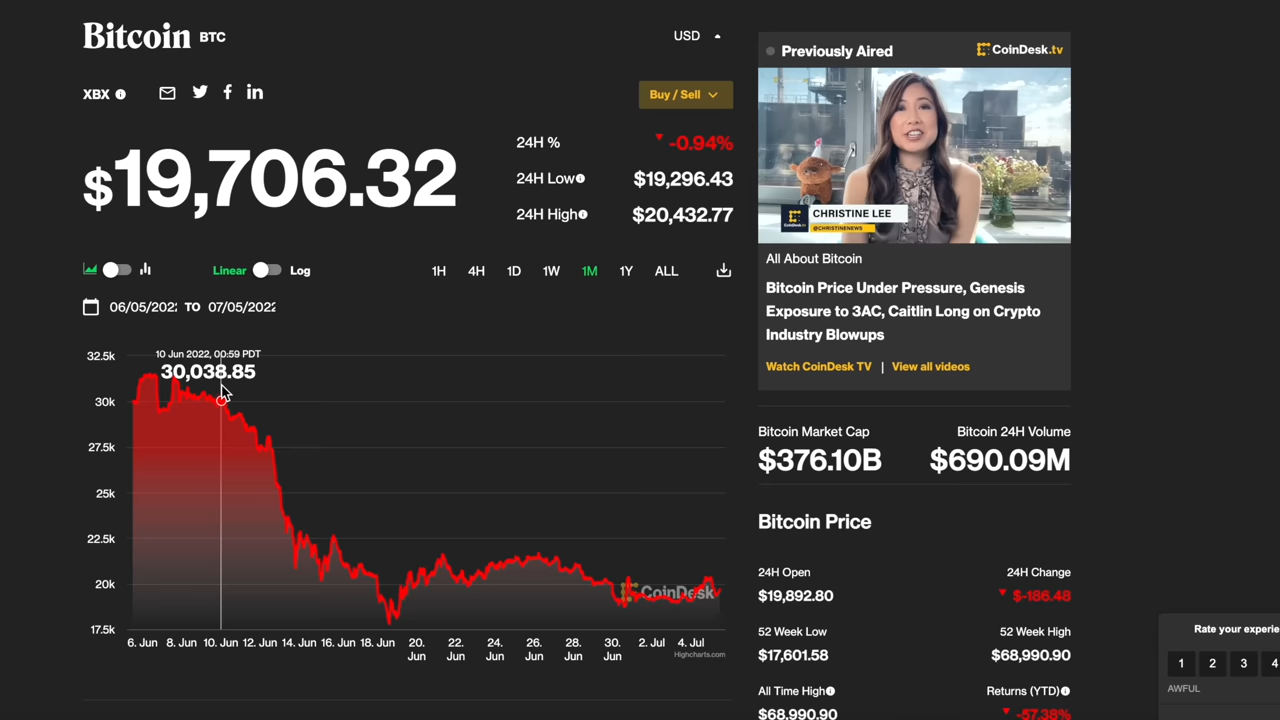 Bitcoin BTC
USD
XBX
Buy / Sell
$19,706.32
24H % -0.94%
24H Low $19,296.43
24H High $20,432.77
Linear Log
1H 4H 1D 1W 1M 1Y ALL
06/05/2022 TO 07/05/2022
10 Jun 2022, 00:59 PDT
30,038.85
32.5k
30k
27.5k
25k
22.5k
20k
17.5k
CoinDesk
6. Jun 8. Jun 10. Jun 12. Jun 14. Jun 16. Jun 18. Jun 20. Jun 22. Jun 24. Jun 26. Jun 28. Jun 30. Jun 2. Jul 4. Jul
Highcharts.com
Previously Aired
CoinDesk.tv
CoinDesk
CHRISTINE LEE
@CHRISTINENEWS
All About Bitcoin
Bitcoin Price Under Pressure, Genesis
Exposure to 3AC, Caitlin Long on Crypto
Industry Blowups
Watch CoinDesk TV | View all videos
Bitcoin Market Cap Bitcoin 24H Volume
$376.10B $690.09M
Bitcoin Price
24H Open 24H Change
$19,892.80 $-186.48
52 Week Low 52 Week High
$17,601.58 $68,990.90
All Time High Returns (YTD)
$68,990.90 -57.38%
Rate your experie
1 2 3 4
AWFUL